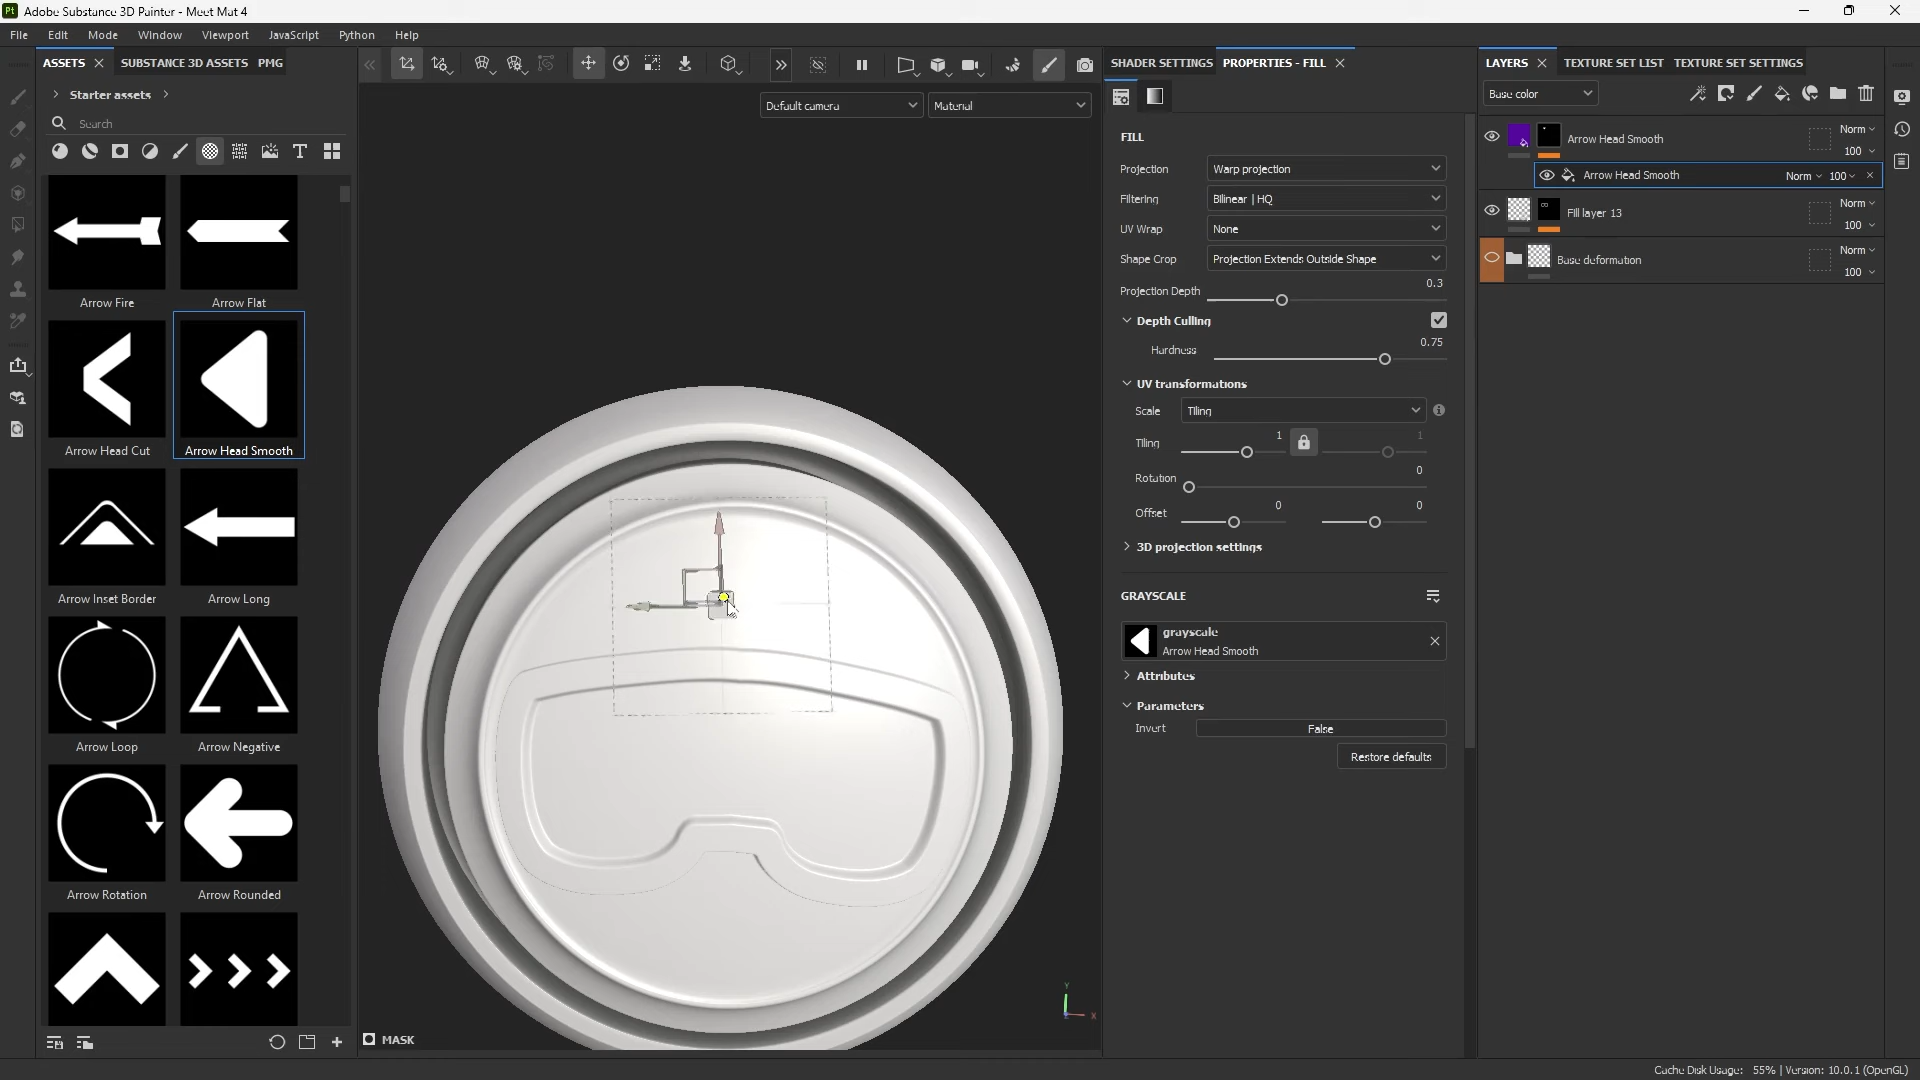 Adobe Substance 3D Painter - Meet Mat 4
File Edit Mode Window Viewport JavaScript Python Help
ASSETS SUBSTANCE 3D ASSETS PNG
Starter assets
Search
Arrow Fire
Arrow Flat
Arrow Head Cut
Arrow Head Smooth
Arrow Inset Border
Arrow Long
Arrow Loop
Arrow Negative
Arrow Rotation
Arrow Rounded
Default camera
Material
MASK
Y
X
SHADER SETTINGS PROPERTIES - FILL
FILL
Projection Warp projection
Filtering Bilinear | HQ
UV Wrap None
Shape Crop Projection Extends Outside Shape
Projection Depth 0.3
Depth Culling
Hardness 0.75
UV transformations
Scale Tiling
Tiling 1 1
Rotation 0
Offset 0 0
3D projection settings
GRAYSCALE
grayscale
Arrow Head Smooth
Attributes
Parameters
Invert False
Restore defaults
LAYERS TEXTURE SET LIST TEXTURE SET SETTINGS
Base color
Arrow Head Smooth Norm 100
Arrow Head Smooth Norm 100
Fill layer 13 Norm 100
Base deformation Norm 100
Cache Disk Usage: 55% | Version: 10.0.1 (OpenGL)